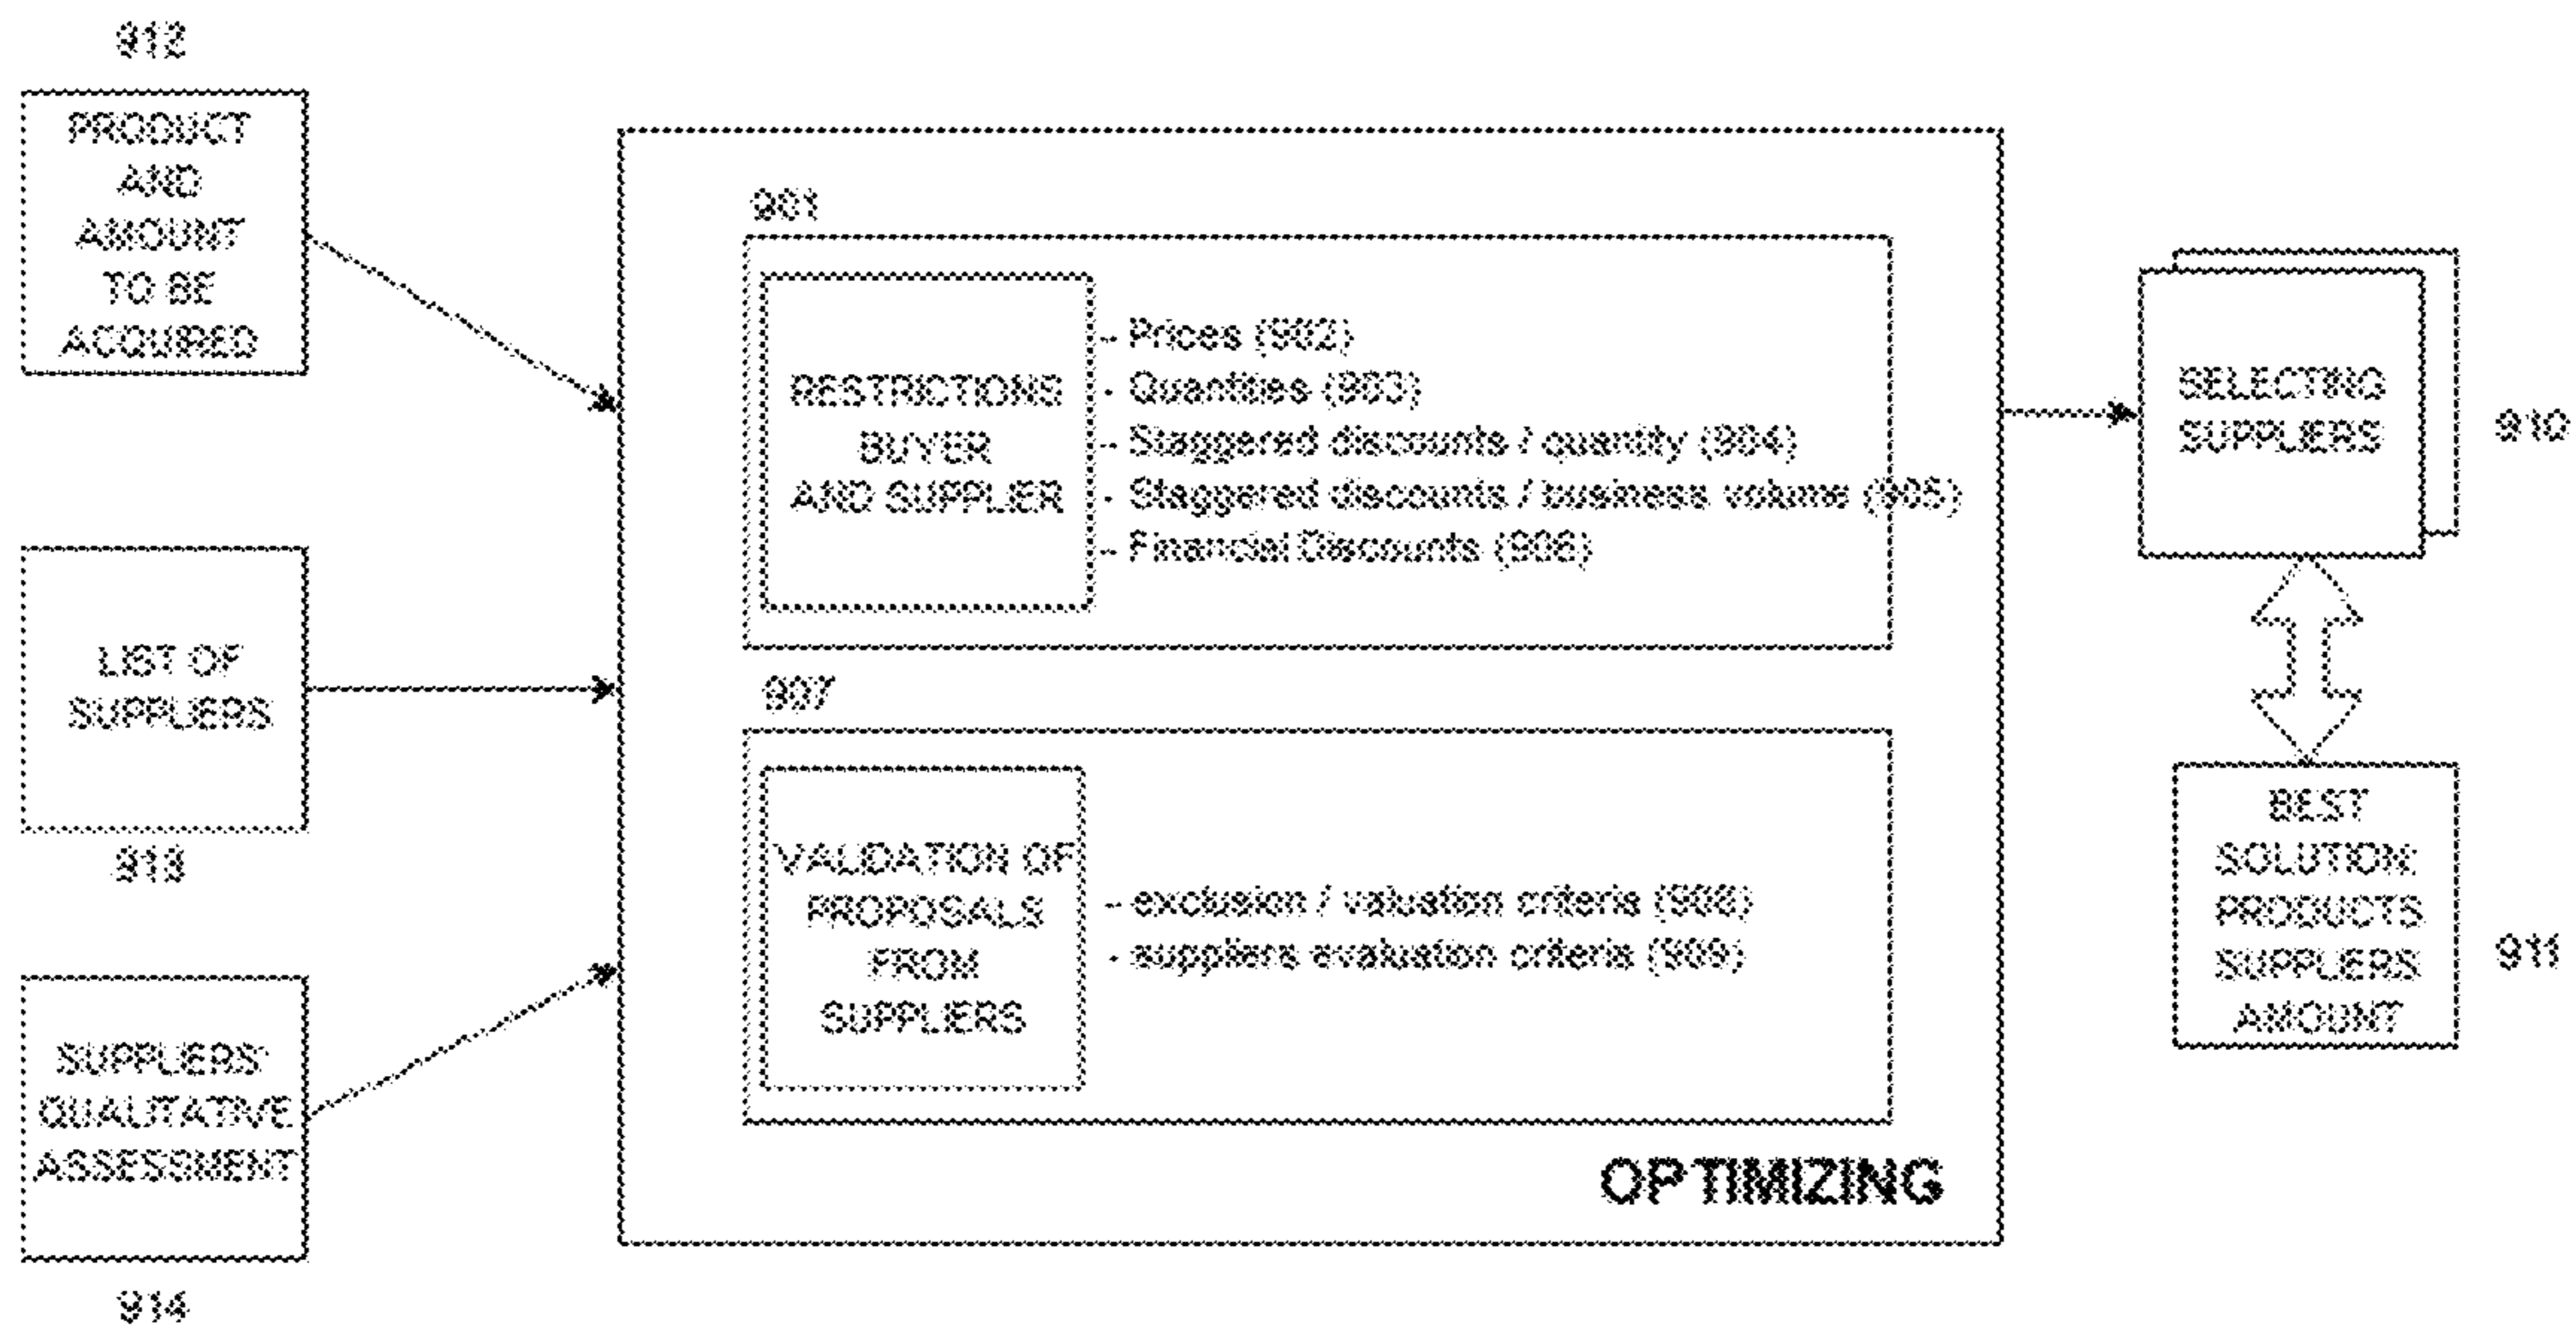 912
PRODUCT
AND
AMOUNT
TO BE
ACQUIRED
LIST OF
SUPPLIERS
913
SUPPLIERS'
QUALITATIVE
ASSESSMENT
914
901
RESTRICTIONS
BUYER
AND SUPPLIER
- Prices (902)
- Quantities (903)
- Staggered discounts / quantity (904)
- Staggered discounts / business volume (905)
- Financial Discounts (906)
907
VALIDATION OF
PROPOSALS
FROM
SUPPLIERS
- exclusion / valuation criteria (908)
- suppliers evaluation criteria (909)
OPTIMIZING
SELECTING
SUPPLIERS
910
BEST
SOLUTION:
PRODUCTS
SUPPLIERS
AMOUNT
911